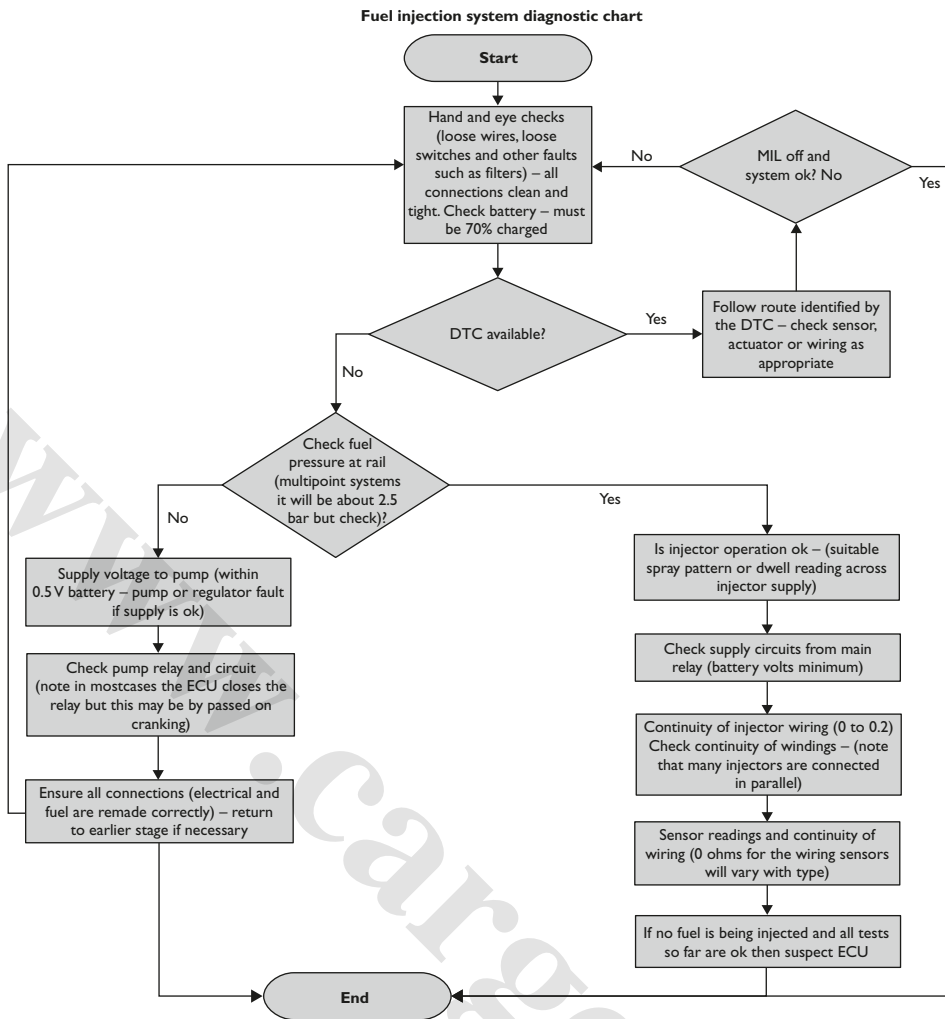 Fuel injection system diagnostic chart
Start
Hand and eye checks
(loose wires, loose
switches and other faults
such as filters) – all
connections clean and
tight. Check battery – must
be 70% charged
No
MIL off and
system ok? No
Yes
DTC available?
Yes
Follow route identified by
the DTC – check sensor,
actuator or wiring as
appropriate
No
Check fuel
pressure at rail
(multipoint systems
it will be about 2.5
bar but check)?
No
Yes
Supply voltage to pump (within
0.5 V battery – pump or regulator fault
if supply is ok)
Check pump relay and circuit
(note in mostcases the ECU closes the
relay but this may be by passed on
cranking)
Ensure all connections (electrical and
fuel are remade correctly) – return
to earlier stage if necessary
Is injector operation ok – (suitable
spray pattern or dwell reading across
injector supply)
Check supply circuits from main
relay (battery volts minimum)
Continuity of injector wiring (0 to 0.2)
Check continuity of windings – (note
that many injectors are connected
in parallel)
Sensor readings and continuity of
wiring (0 ohms for the wiring sensors
will vary with type)
If no fuel is being injected and all tests
so far are ok then suspect ECU
End
www.carge